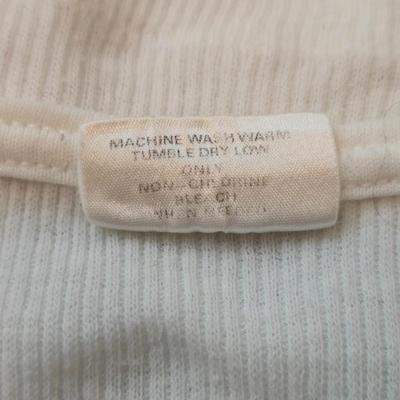 MACHINE WASH WARM
TUMBLE DRY LOW
ONLY
NON-CHLORINE
BLEACH
WHEN NEEDED